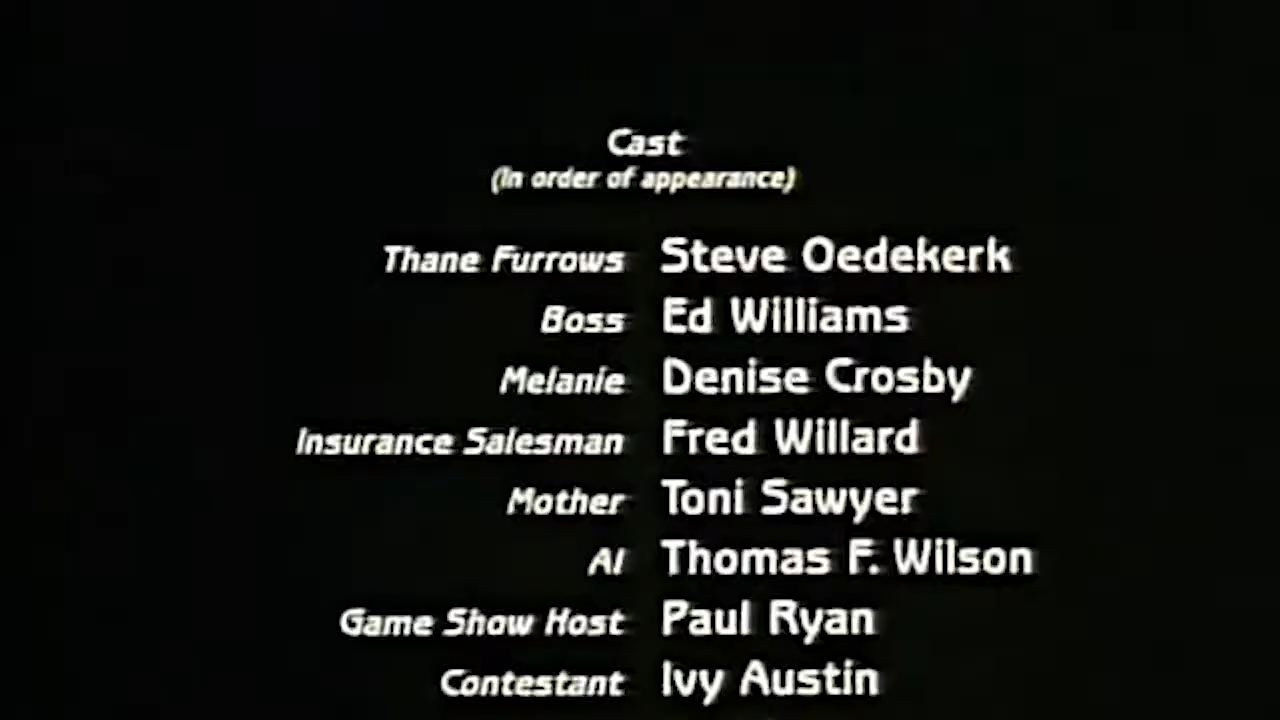 Cast
(In order of appearance)
Thane Furrows Steve Oedekerk
Boss Ed Williams
Melanie Denise Crosby
Insurance Salesman Fred Willard
Mother Toni Sawyer
Al Thomas F. Wilson
Game Show Host Paul Ryan
Contestant Ivy Austin